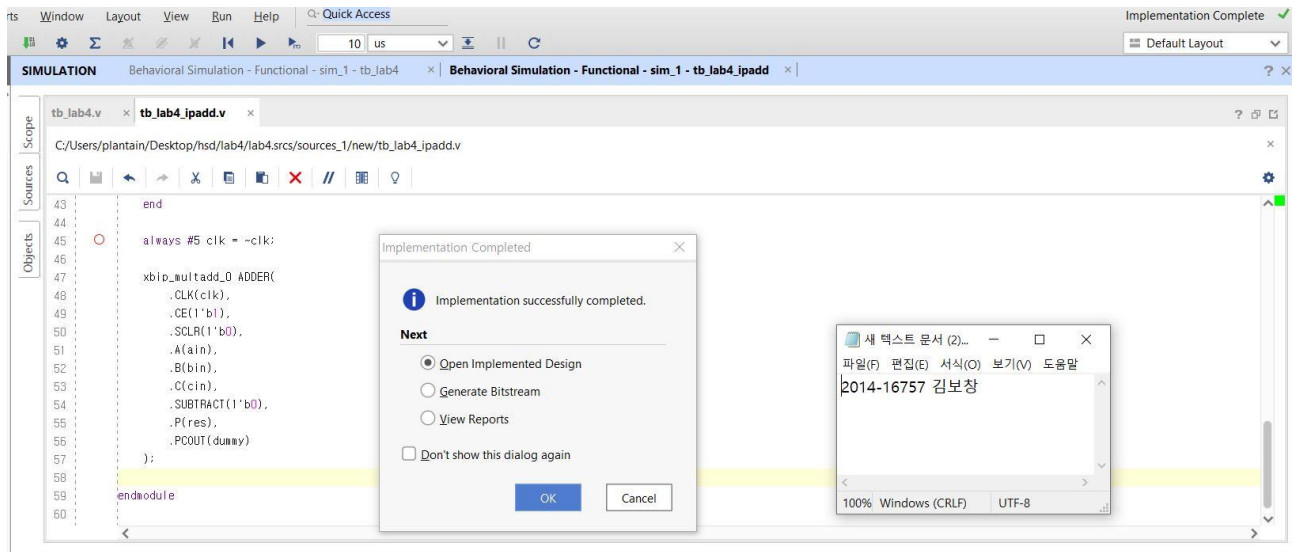 rts Window Layout View Run Help Quick Access Implementation Complete
10 us Default Layout
SIMULATION Behavioral Simulation - Functional - sim_1 - tb_lab4 × Behavioral Simulation - Functional - sim_1 - tb_lab4_ipadd × ? ×
tb_lab4.v × tb_lab4_ipadd.v × ?
C:/Users/plantain/Desktop/hsd/lab4/lab4.srcs/sources_1/new/tb_lab4_ipadd.v ×
Scope
Sources
Objects
43 end
44
45 always #5 clk = ~clk;
46
47 xbip_multadd_0 ADDER(
48 .CLK(clk),
49 .CE(1'b1),
50 .SCLR(1'b0),
51 .A(ain),
52 .B(bin),
53 .C(cin),
54 .SUBTRACT(1'b0),
55 .P(res),
56 .PCOUT(dummy)
57 );
58
59 endmodule
60
Implementation Completed ×
Implementation successfully completed.
Next
Open Implemented Design
Generate Bitstream
View Reports
Don't show this dialog again
OK Cancel
새 텍스트 문서 (2)...
파일(F) 편집(E) 서식(O) 보기(V) 도움말
2014-16757 김보창
100% Windows (CRLF) UTF-8